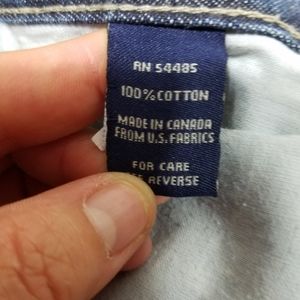 RN 54485
100% COTTON
MADE IN CANADA
FROM U.S. FABRICS
FOR CARE
REVERSE